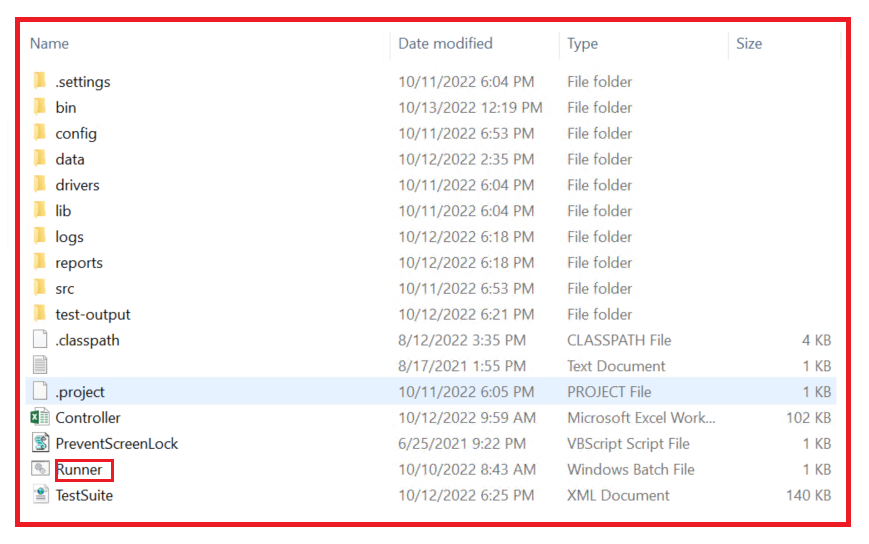 Name Date modified Type Size
.settings 10/11/2022 6:04 PM File folder
bin 10/13/2022 12:19 PM File folder
config 10/11/2022 6:53 PM File folder
data 10/12/2022 2:35 PM File folder
drivers 10/11/2022 6:04 PM File folder
lib 10/11/2022 6:04 PM File folder
logs 10/12/2022 6:18 PM File folder
reports 10/12/2022 6:18 PM File folder
src 10/11/2022 6:53 PM File folder
test-output 10/12/2022 6:21 PM File folder
.classpath 8/12/2022 3:35 PM CLASSPATH File 4 KB
8/17/2021 1:55 PM Text Document 1 KB
.project 10/11/2022 6:05 PM PROJECT File 1 KB
Controller 10/12/2022 9:59 AM Microsoft Excel Work... 102 KB
PreventScreenLock 6/25/2021 9:22 PM VBScript Script File 1 KB
Runner 10/10/2022 8:43 AM Windows Batch File 1 KB
TestSuite 10/12/2022 6:25 PM XML Document 140 KB